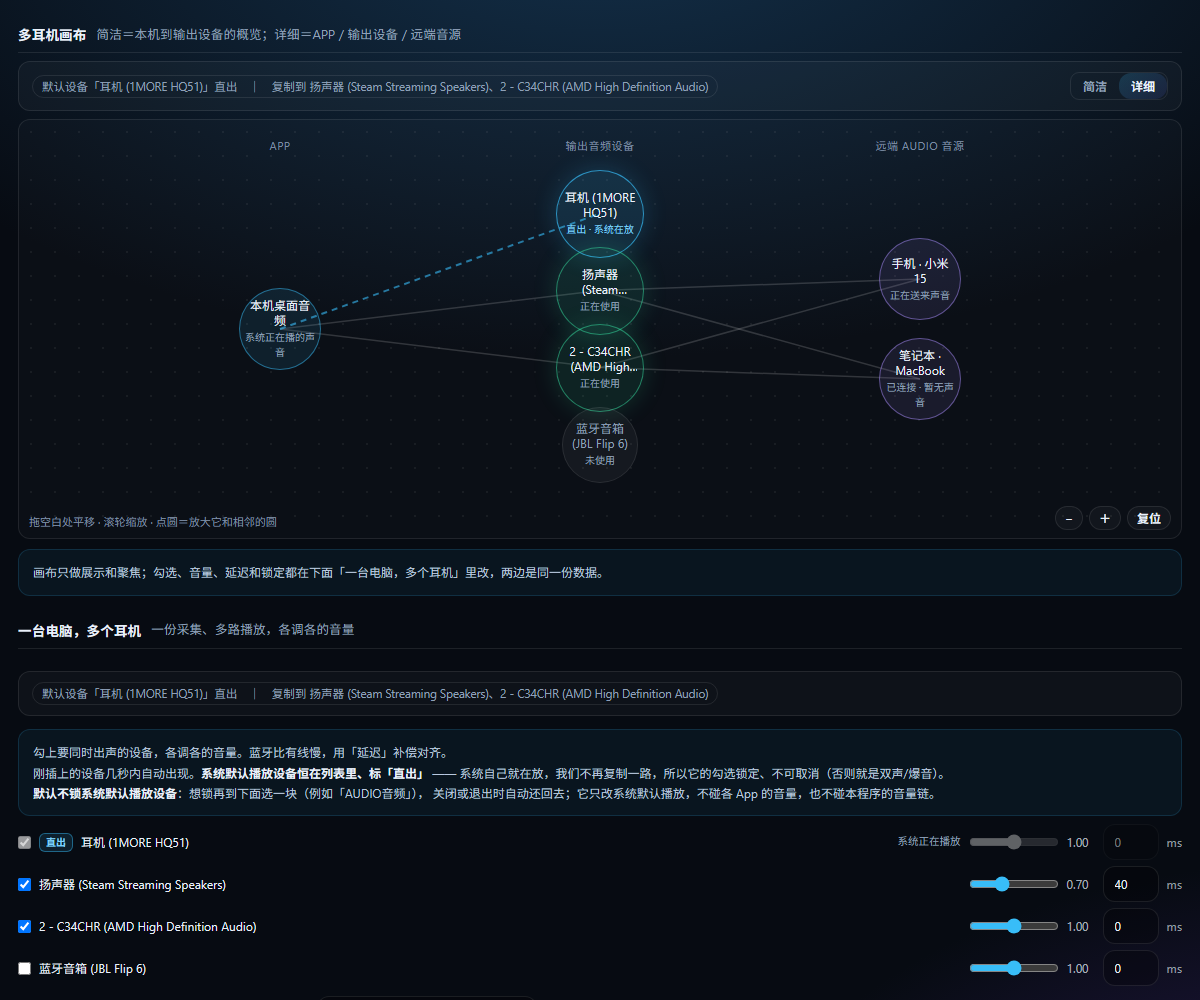 多耳机画布 简洁＝本机到输出设备的概览；详细＝APP / 输出设备 / 远端音源
默认设备「耳机 (1MORE HQ51)」直出 | 复制到 扬声器 (Steam Streaming Speakers)、2 - C34CHR (AMD High Definition Audio)
简洁 详细
APP 输出音频设备 远端 AUDIO 音源
耳机 (1MORE
HQ51)
直出 · 系统在放
扬声器
(Steam...
正在使用
手机 · 小米
15
正在送来声音
本机桌面音
频
系统正在播的声
音
2 - C34CHR
(AMD High...
正在使用
笔记本 ·
MacBook
已连接 · 暂无声
音
蓝牙音箱
(JBL Flip 6)
未使用
拖空白处平移 · 滚轮缩放 · 点圆＝放大它和相邻的圆
− + 复位
画布只做展示和聚焦；勾选、音量、延迟和锁定都在下面「一台电脑，多个耳机」里改，两边是同一份数据。
一台电脑，多个耳机 一份采集、多路播放，各调各的音量
默认设备「耳机 (1MORE HQ51)」直出 | 复制到 扬声器 (Steam Streaming Speakers)、2 - C34CHR (AMD High Definition Audio)
勾上要同时出声的设备，各调各的音量。蓝牙比有线慢，用「延迟」补偿对齐。
刚插上的设备几秒内自动出现。系统默认播放设备恒在列表里、标「直出」 —— 系统自己就在放，我们不再复制一路，所以它的勾选锁定、不可取消（否则就是双声/爆音）。
默认不锁系统默认播放设备：想锁再到下面选一块（例如「AUDIO音频」），关闭或退出时自动还回去；它只改系统默认播放，不碰各 App 的音量，也不碰本程序的音量链。
直出 耳机 (1MORE HQ51) 系统正在播放 1.00 0 ms
扬声器 (Steam Streaming Speakers) 0.70 40 ms
2 - C34CHR (AMD High Definition Audio) 1.00 0 ms
蓝牙音箱 (JBL Flip 6) 1.00 0 ms